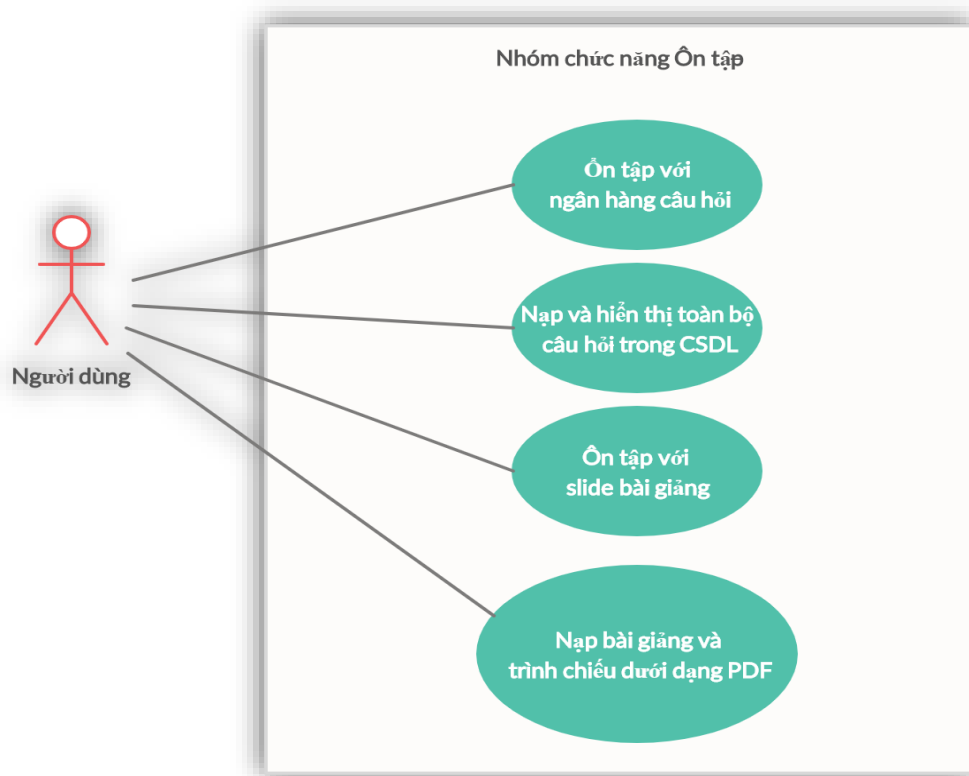 Nhóm chức năng Ôn tập
Ổn tập với
ngân hàng câu hỏi
Nạp và hiển thị toàn bộ
câu hỏi trong CSDL
Người dùng
Ôn tập với
slide bài giảng
Nạp bài giảng và
trình chiếu dưới dạng PDF